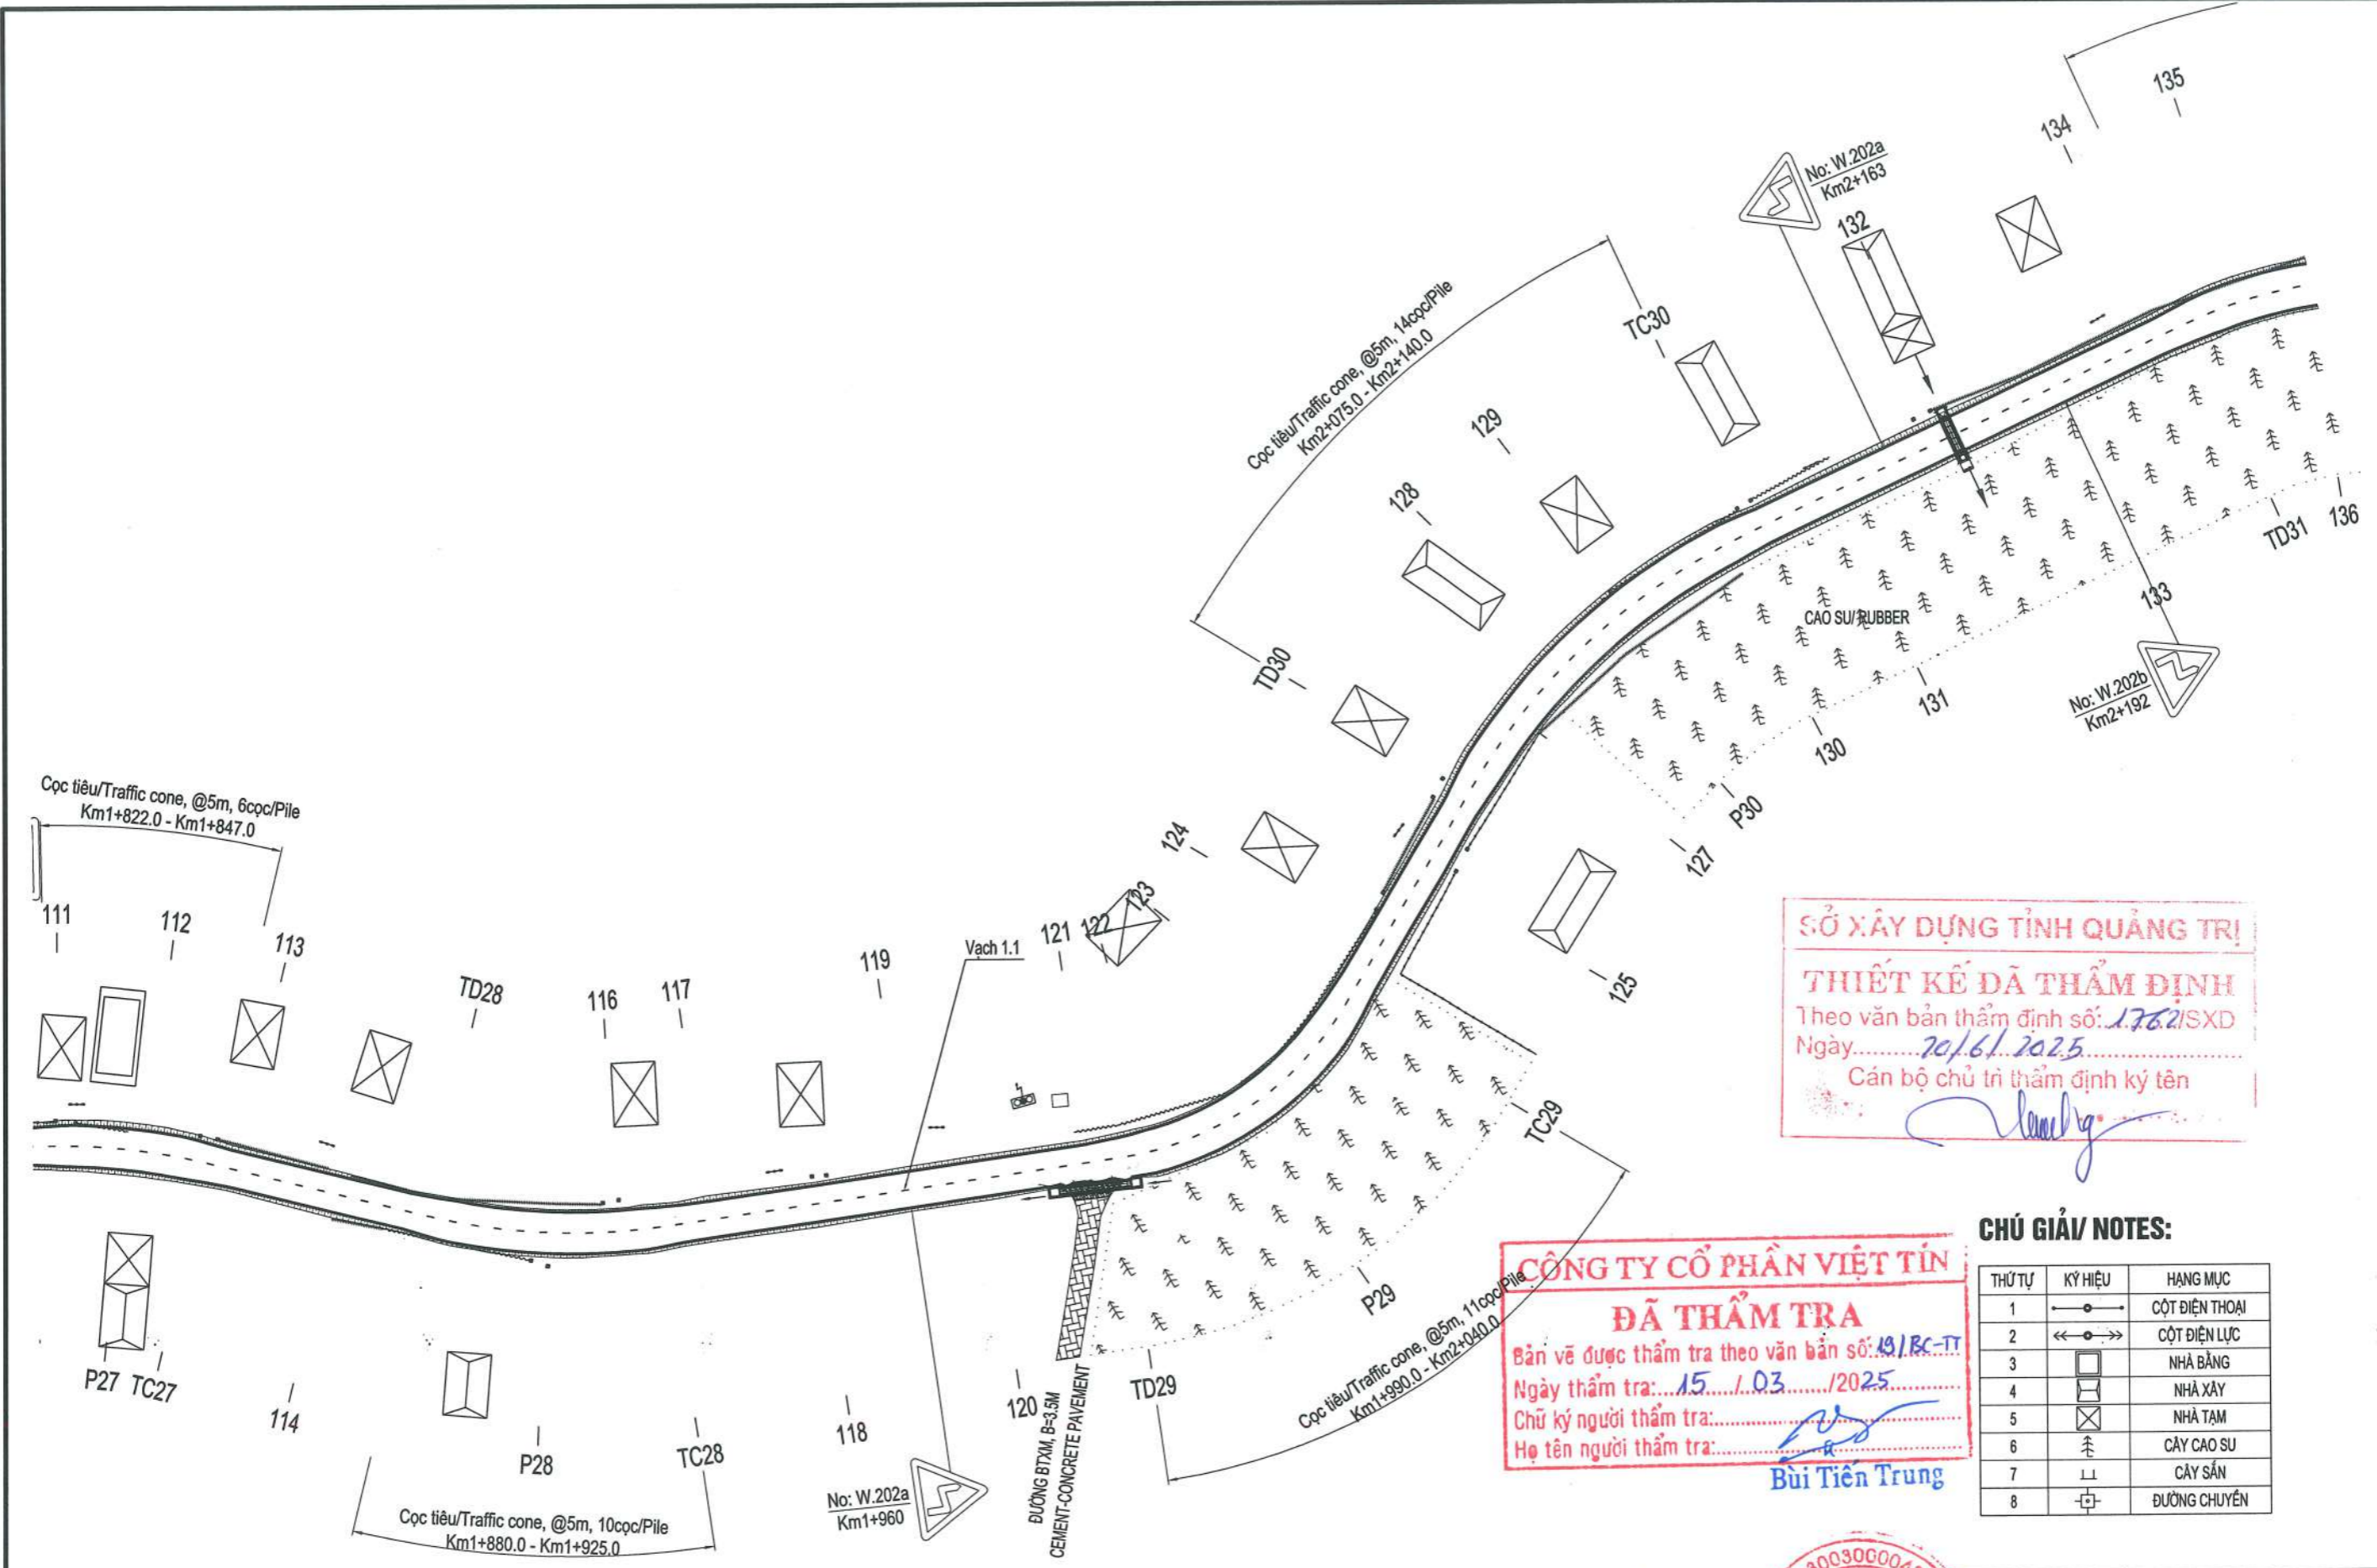 135
134
No: W.202a
Km2+163
132
Cọc tiêu/Traffic cone, @5m, 14cọc/Pile
Km2+075.0 - Km2+140.0
TC30
129
128
TD30
CAO SU/RUBBER
136
TD31
133
131
130
No: W.202b
Km2+192
P30
127
125
124
123
122
121
Cọc tiêu/Traffic cone, @5m, 6cọc/Pile
Km1+822.0 - Km1+847.0
111
112
113
TD28
116
117
119
Vạch 1.1
SỞ XÂY DỰNG TỈNH QUẢNG TRỊ
THIẾT KẾ ĐÃ THẨM ĐỊNH
Theo văn bản thẩm định số: 1762/SXD
Ngày 20/6/2025
Cán bộ chủ trì thẩm định ký tên
TC29
P29
TD29
Cọc tiêu/Traffic cone, @5m, 11cọc/Pile
Km1+990.0 - Km2+040.0
P27
TC27
114
P28
TC28
118
120
ĐƯỜNG BTXM, B=3.5M
CEMENT-CONCRETE PAVEMENT
No: W.202a
Km1+960
Cọc tiêu/Traffic cone, @5m, 10cọc/Pile
Km1+880.0 - Km1+925.0
CÔNG TY CỔ PHẦN VIỆT TÍN
ĐÃ THẨM TRA
Bản vẽ được thẩm tra theo văn bản số: 19/BC-TT
Ngày thẩm tra: 15 / 03 /2025
Chữ ký người thẩm tra:
Họ tên người thẩm tra:
Bùi Tiến Trung
CHÚ GIẢI/ NOTES:
THỨ TỰ KÝ HIỆU HẠNG MỤC
1 CỘT ĐIỆN THOẠI
2 CỘT ĐIỆN LỰC
3 NHÀ BẰNG
4 NHÀ XÂY
5 NHÀ TẠM
6 CÂY CAO SU
7 CÂY SẮN
8 ĐƯỜNG CHUYỀN